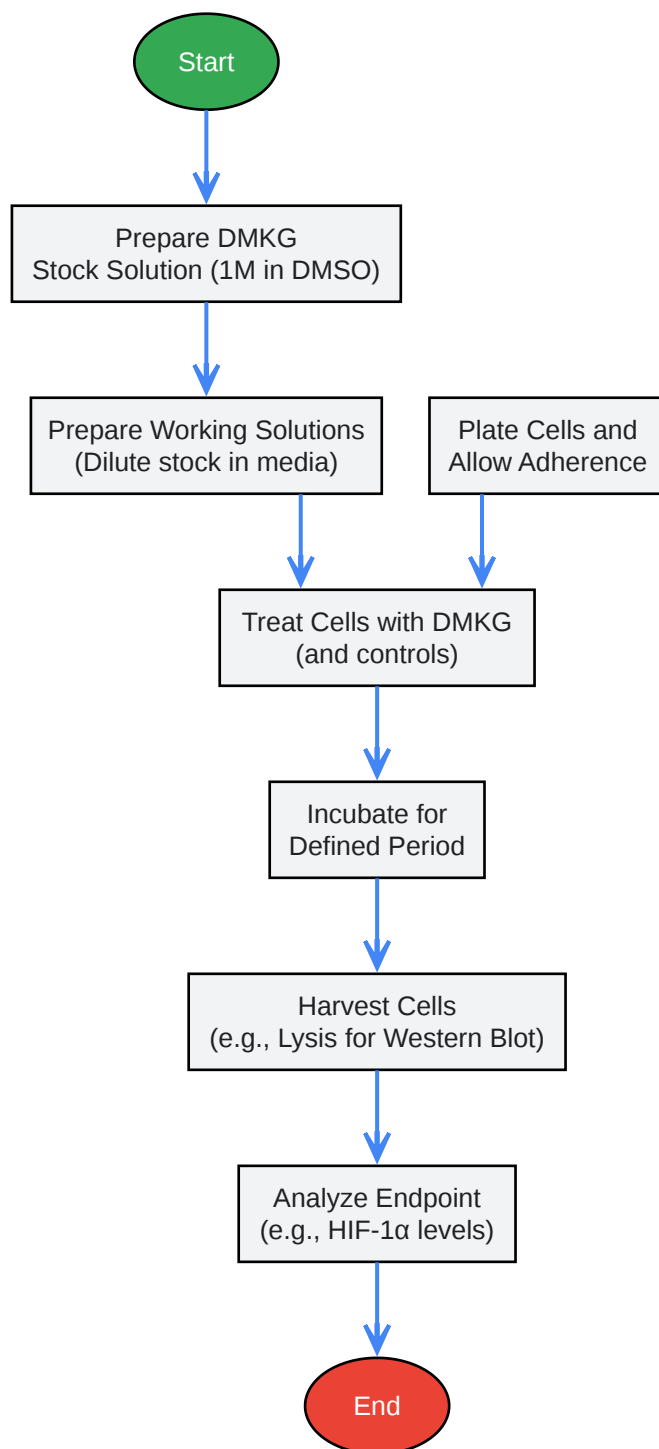 Start
Prepare DMKG
Stock Solution (1M in DMSO)
Prepare Working Solutions
(Dilute stock in media)
Plate Cells and
Allow Adherence
Treat Cells with DMKG
(and controls)
Incubate for
Defined Period
Harvest Cells
(e.g., Lysis for Western Blot)
Analyze Endpoint
(e.g., HIF-1α levels)
End